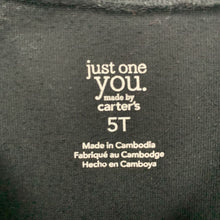 just one
you.
made by
carter's
5T
Made in Cambodia
Fabriqué au Cambodge
Hecho en Camboya